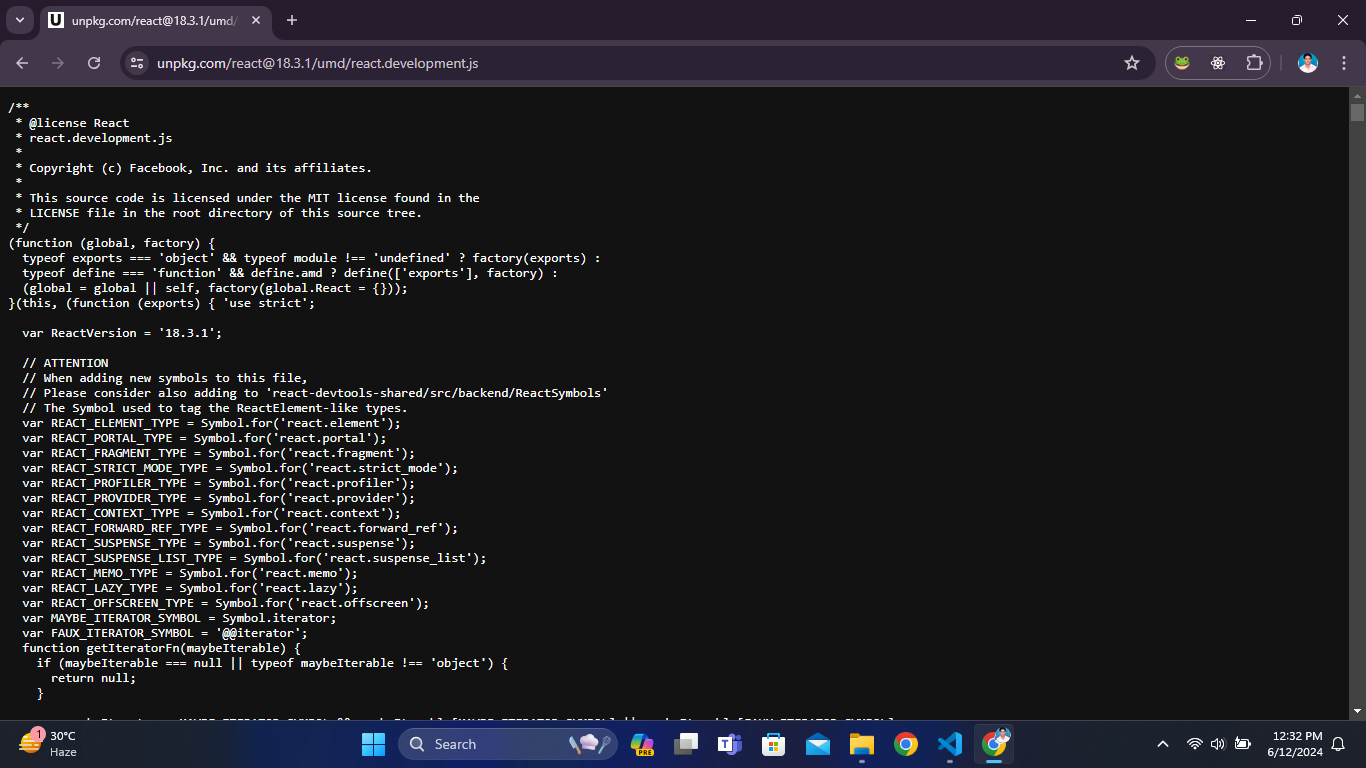 unpkg.com/react@18.3.1/umd/
unpkg.com/react@18.3.1/umd/react.development.js
/**
 * @license React
 * react.development.js
 *
 * Copyright (c) Facebook, Inc. and its affiliates.
 *
 * This source code is licensed under the MIT license found in the
 * LICENSE file in the root directory of this source tree.
 */
(function (global, factory) {
  typeof exports === 'object' && typeof module !== 'undefined' ? factory(exports) :
  typeof define === 'function' && define.amd ? define(['exports'], factory) :
  (global = global || self, factory(global.React = {}));
}(this, (function (exports) { 'use strict';
  var ReactVersion = '18.3.1';
  // ATTENTION
  // When adding new symbols to this file,
  // Please consider also adding to 'react-devtools-shared/src/backend/ReactSymbols'
  // The Symbol used to tag the ReactElement-like types.
  var REACT_ELEMENT_TYPE = Symbol.for('react.element');
  var REACT_PORTAL_TYPE = Symbol.for('react.portal');
  var REACT_FRAGMENT_TYPE = Symbol.for('react.fragment');
  var REACT_STRICT_MODE_TYPE = Symbol.for('react.strict_mode');
  var REACT_PROFILER_TYPE = Symbol.for('react.profiler');
  var REACT_PROVIDER_TYPE = Symbol.for('react.provider');
  var REACT_CONTEXT_TYPE = Symbol.for('react.context');
  var REACT_FORWARD_REF_TYPE = Symbol.for('react.forward_ref');
  var REACT_SUSPENSE_TYPE = Symbol.for('react.suspense');
  var REACT_SUSPENSE_LIST_TYPE = Symbol.for('react.suspense_list');
  var REACT_MEMO_TYPE = Symbol.for('react.memo');
  var REACT_LAZY_TYPE = Symbol.for('react.lazy');
  var REACT_OFFSCREEN_TYPE = Symbol.for('react.offscreen');
  var MAYBE_ITERATOR_SYMBOL = Symbol.iterator;
  var FAUX_ITERATOR_SYMBOL = '@@iterator';
  function getIteratorFn(maybeIterable) {
    if (maybeIterable === null || typeof maybeIterable !== 'object') {
      return null;
    }
1
30°C
Haze
Search
PRE
12:32 PM
6/12/2024